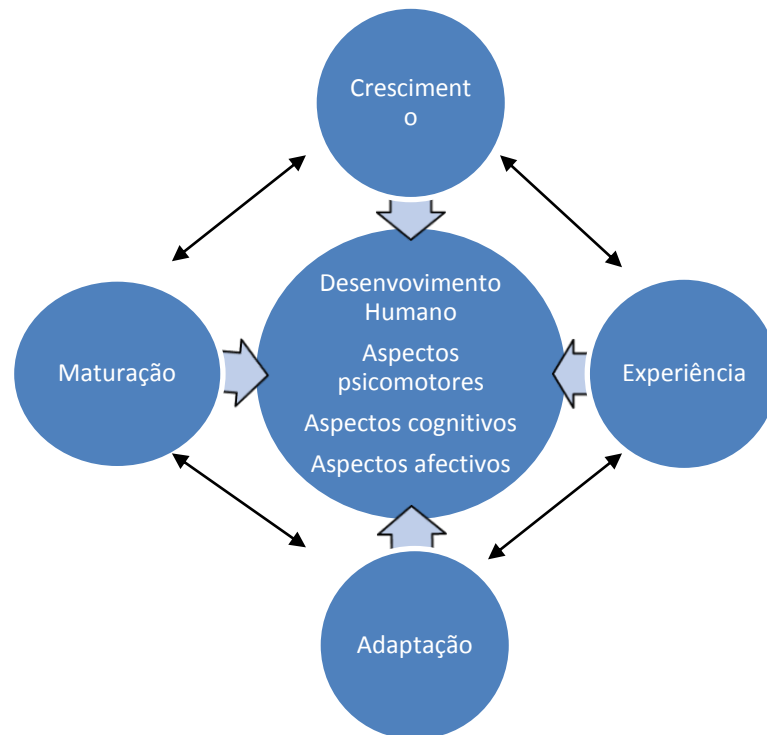 Cresciment
o
Desenvovimento
Humano
Aspectos
psicomotores
Aspectos cognitivos
Aspectos afectivos
Maturação
Experiência
Adaptação